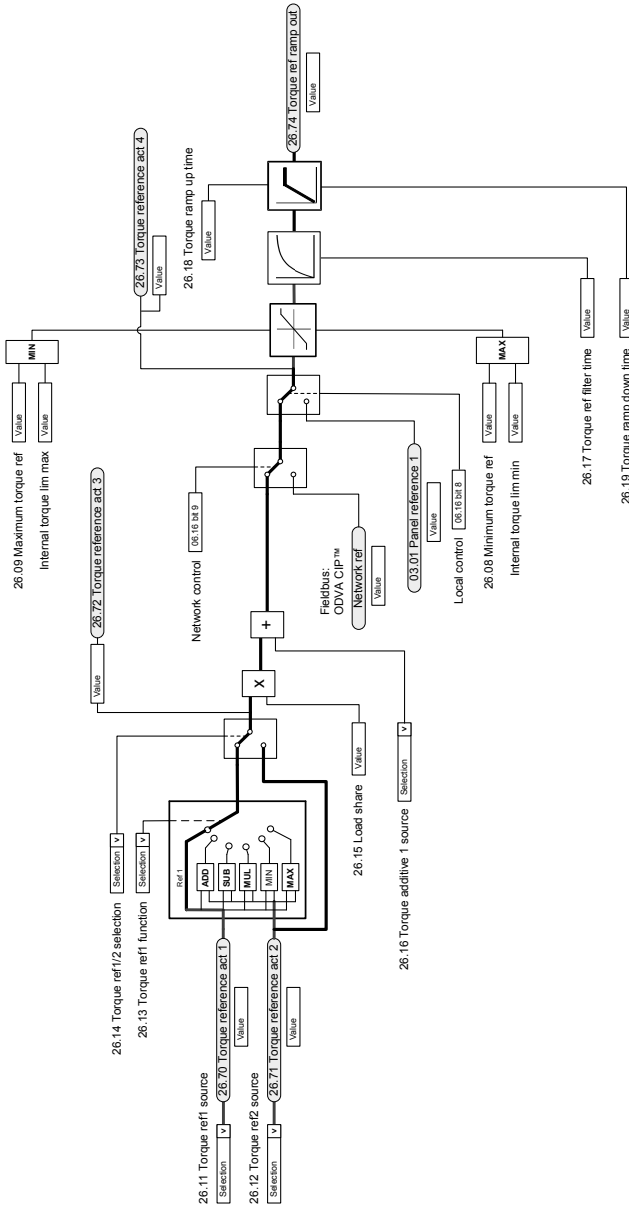 26.11 Torque ref1 source
Selection v
26.70 Torque reference act 1
Value
26.12 Torque ref2 source
Selection v
26.71 Torque reference act 2
Value
26.14 Torque ref1/2 selection
Selection v
26.13 Torque ref1 function
Selection v
Ref 1
ADD
SUB
MUL
MIN
MAX
26.72 Torque reference act 3
Value
X
+
26.15 Load share
Value
26.16 Torque additive 1 source
Selection v
Network control
06.16 bit 9
Fieldbus:
ODVA CIP™
Network ref
Value
03.01 Panel reference 1
Value
Local control
06.16 bit 8
26.09 Maximum torque ref
Value
Internal torque lim max
Value
MIN
26.08 Minimum torque ref
Value
Internal torque lim min
Value
MAX
26.73 Torque reference act 4
Value
26.18 Torque ramp up time
Value
26.74 Torque ref ramp out
Value
26.17 Torque ref filter time
Value
26.19 Torque ramp down time
Value